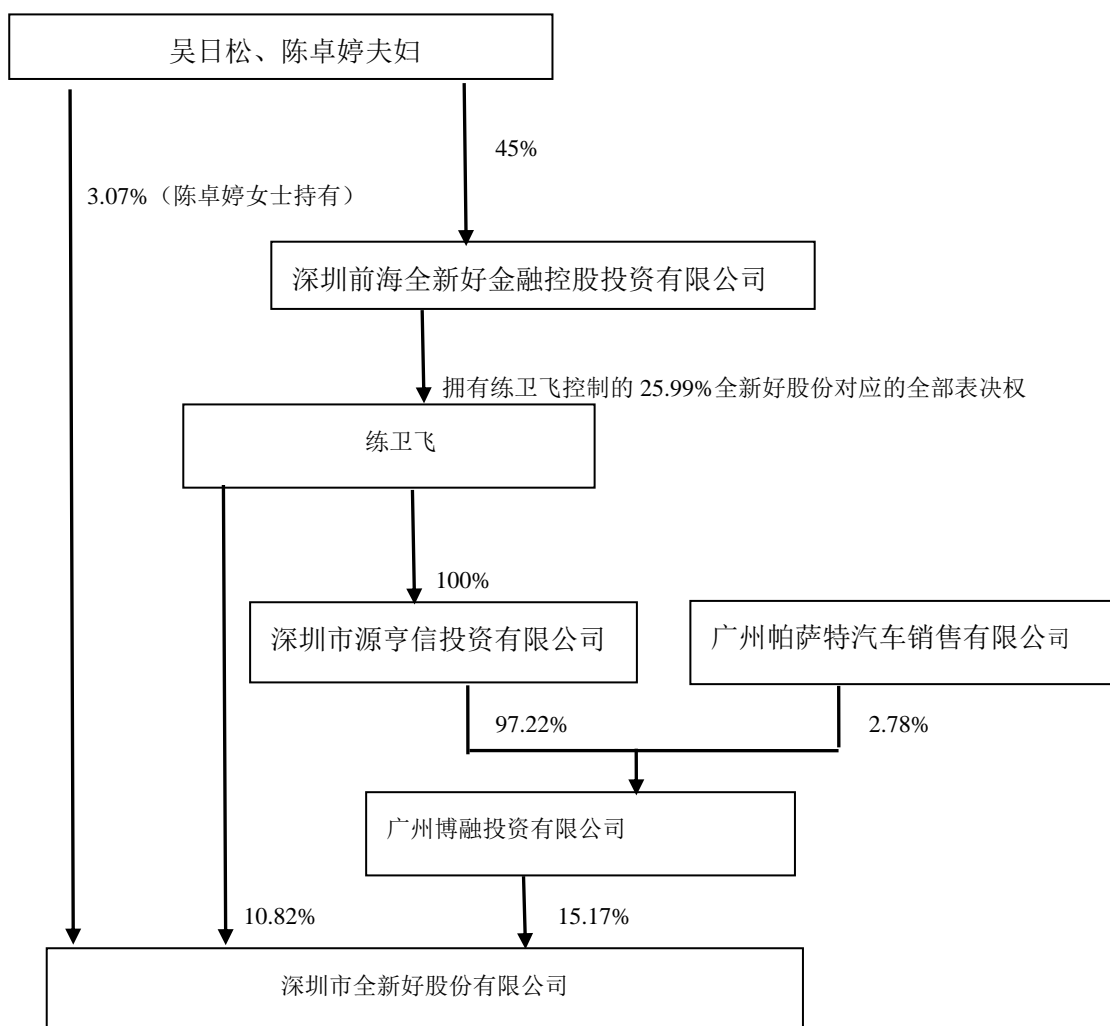 吴日松、陈卓婷夫妇
45%
3.07%（陈卓婷女士持有）
深圳前海全新好金融控股投资有限公司
拥有练卫飞控制的 25.99%全新好股份对应的全部表决权
练卫飞
100%
深圳市源亨信投资有限公司
广州帕萨特汽车销售有限公司
97.22%
2.78%
广州博融投资有限公司
10.82%
15.17%
深圳市全新好股份有限公司